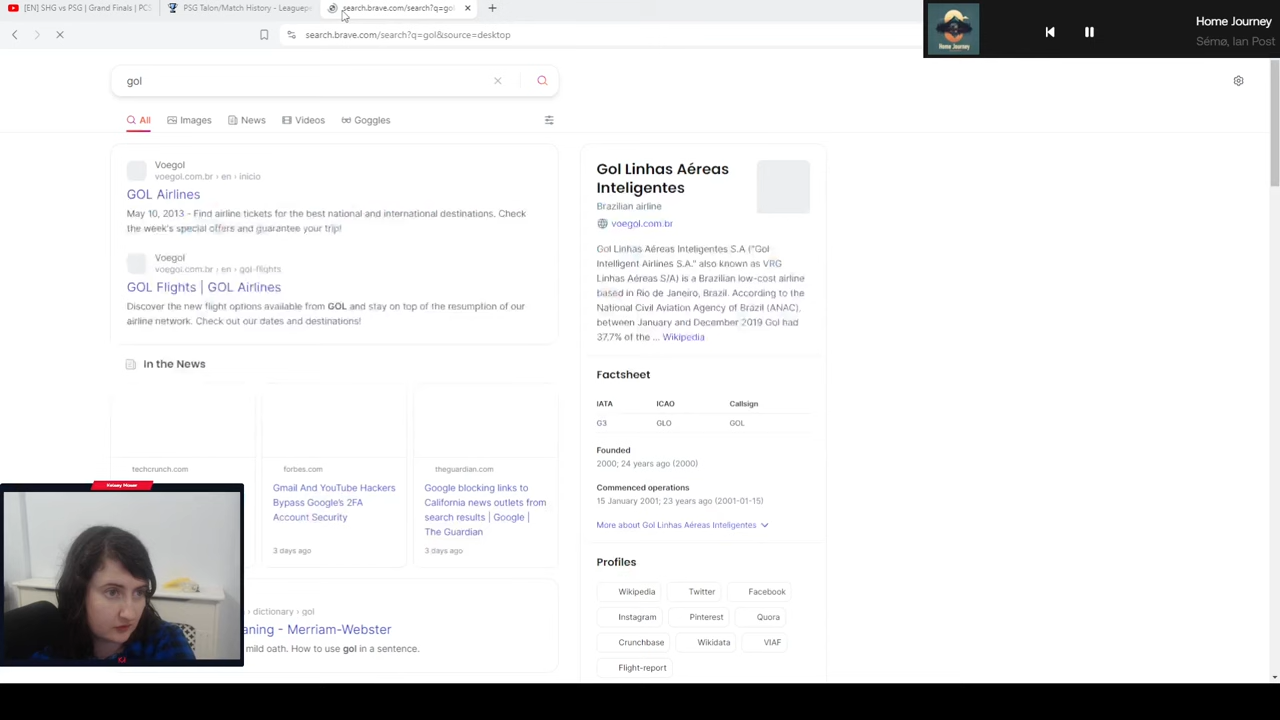 [EN] SHG vs PSG | Grand Finals | PCS
PSG Talon/Match History - Leaguep
search.brave.com/search?q=gol
search.brave.com/search?q=gol&source=desktop
Home Journey
Sémø, Ian Post
gol
All
Images
News
Videos
Goggles
Voegol
voegol.com.br › en › inicio
GOL Airlines
May 10, 2013 - Find airline tickets for the best national and international destinations. Check
the week's special offers and guarantee your trip!
Voegol
voegol.com.br › en › gol-flights
GOL Flights | GOL Airlines
Discover the new flight options available from GOL and stay on top of the resumption of our
airline network. Check out our dates and destinations!
In the News
techcrunch.com
forbes.com
Gmail And YouTube Hackers
Bypass Google's 2FA
Account Security
3 days ago
theguardian.com
Google blocking links to
California news outlets from
search results | Google |
The Guardian
3 days ago
› dictionary › gol
aning - Merriam-Webster
mild oath. How to use gol in a sentence.
Gol Linhas Aéreas
Inteligentes
Brazilian airline
voegol.com.br
Gol Linhas Aéreas Inteligentes S.A ("Gol
Intelligent Airlines S.A." also known as VRG
Linhas Aéreas S/A) is a Brazilian low-cost airline
based in Rio de Janeiro, Brazil. According to the
National Civil Aviation Agency of Brazil (ANAC),
between January and December 2019 Gol had
37.7% of the ... Wikipedia
Factsheet
IATA ICAO Callsign
G3 GLO GOL
Founded
2000; 24 years ago (2000)
Commenced operations
15 January 2001; 23 years ago (2001-01-15)
More about Gol Linhas Aéreas Inteligentes
Profiles
Wikipedia Twitter Facebook
Instagram Pinterest Quora
Crunchbase Wikidata VIAF
Flight-report